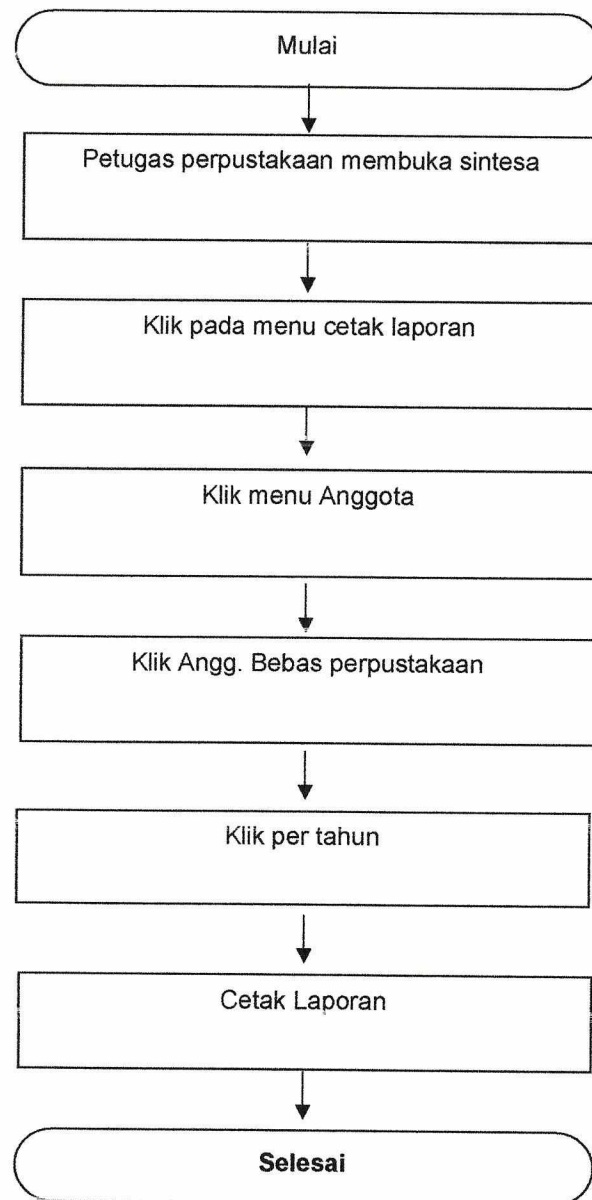 Mulai
Petugas perpustakaan membuka sintesa
Klik pada menu cetak laporan
Klik menu Anggota
Klik Angg. Bebas perpustakaan
Klik per tahun
Cetak Laporan
Selesai